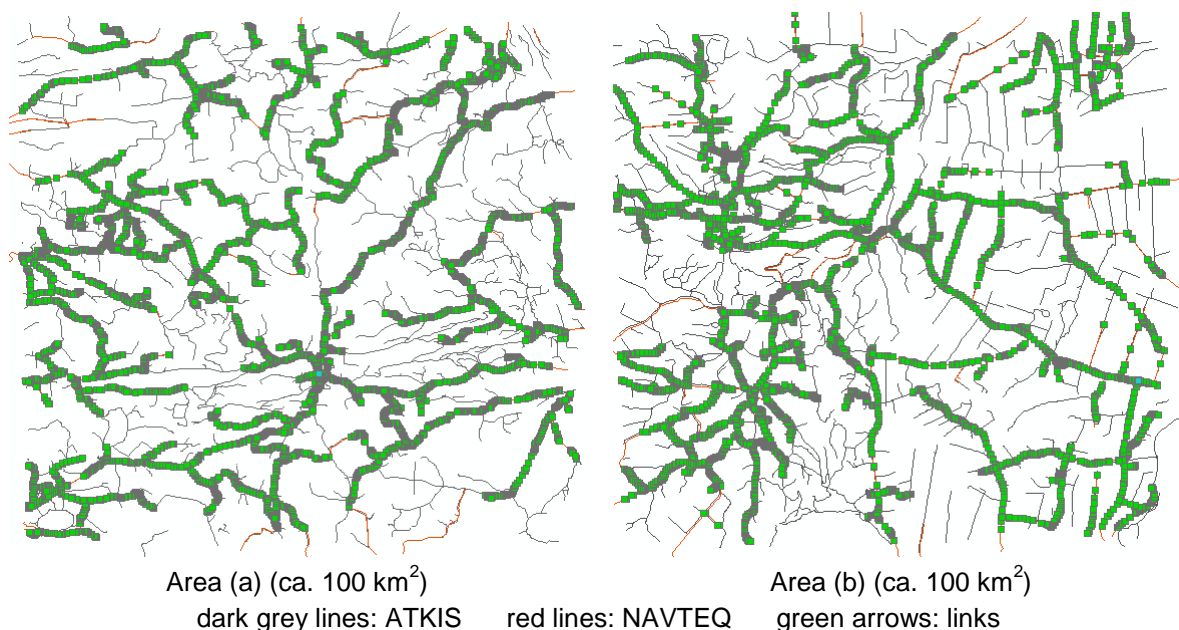 Area (a) (ca. 100 km²) Area (b) (ca. 100 km²)
dark grey lines: ATKIS red lines: NAVTEQ green arrows: links